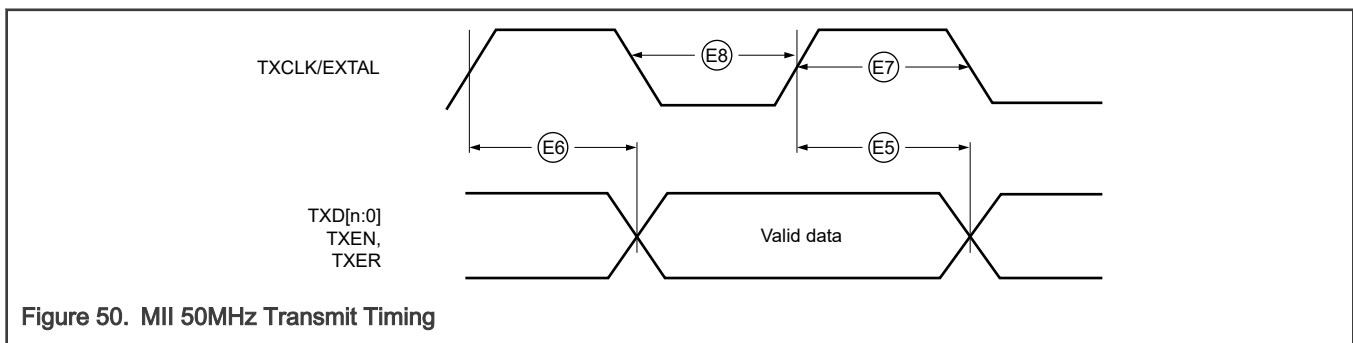 TXCLK/EXTAL
E8
E7
E6
E5
TXD[n:0]
TXEN,
TXER
Valid data
Figure 50. MII 50MHz Transmit Timing